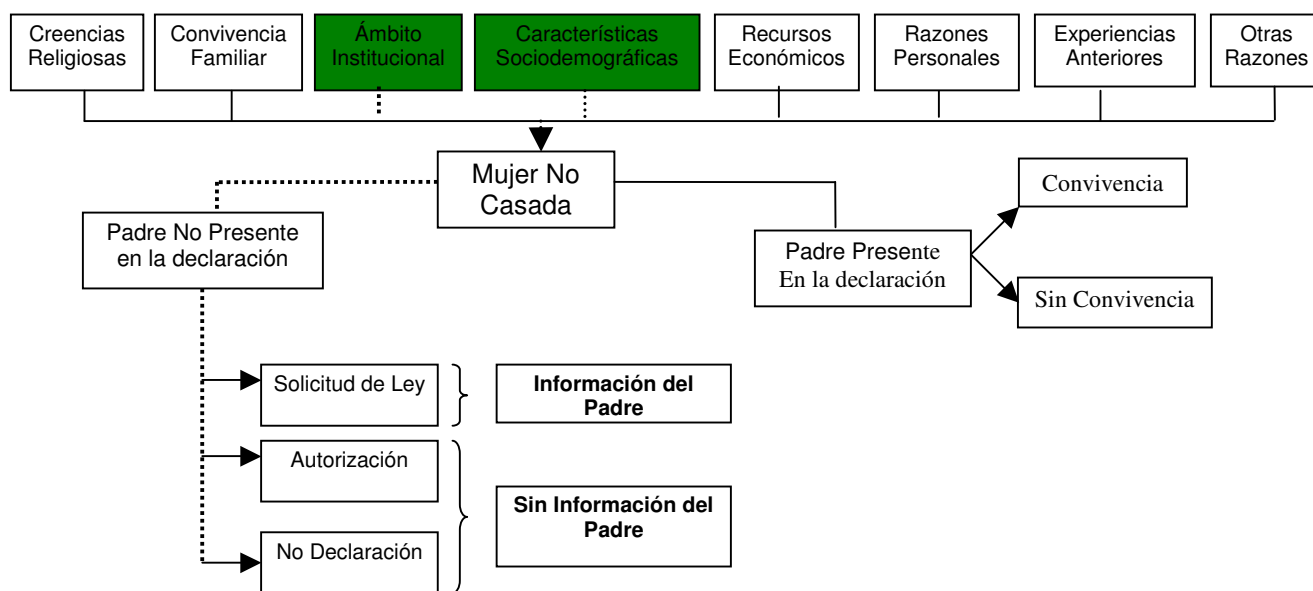 Creencias
Religiosas
Convivencia
Familiar
Ámbito
Institucional
Características
Sociodemográficas
Recursos
Económicos
Razones
Personales
Experiencias
Anteriores
Otras
Razones
Mujer No
Casada
Convivencia
Padre No Presente
en la declaración
Padre Presente
En la declaración
Sin Convivencia
Solicitud de Ley
Información del
Padre
Autorización
Sin Información del
Padre
No Declaración